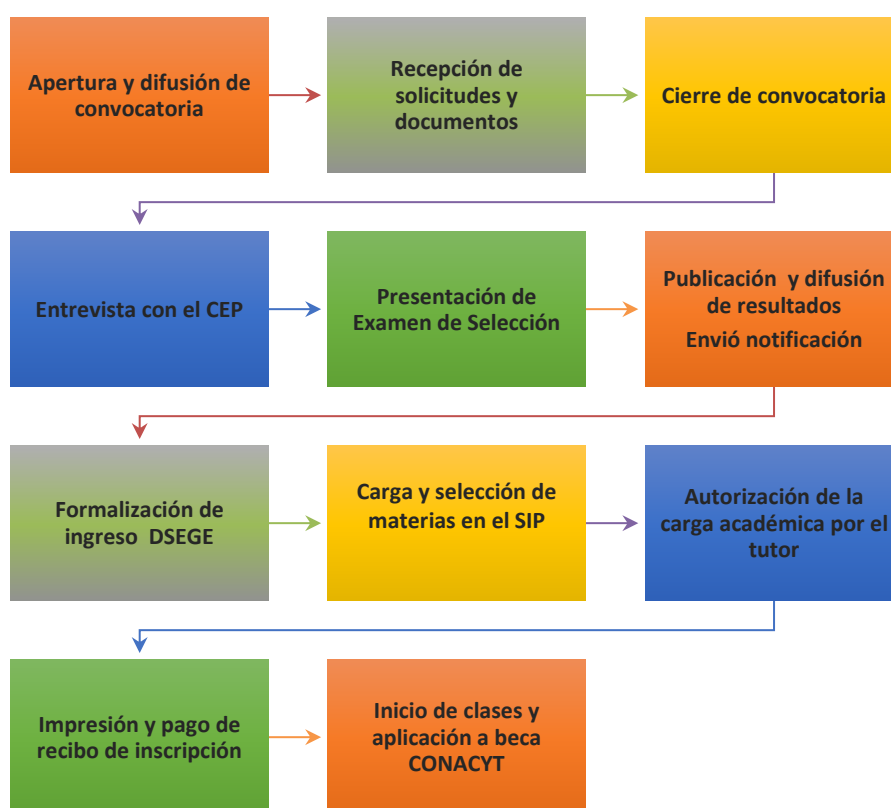 Apertura y difusión de
convocatoria
Recepción de
solicitudes y
documentos
Cierre de convocatoria
Entrevista con el CEP
Presentación de
Examen de Selección
Publicación y difusión
de resultados
Envió notificación
Formalización de
ingreso DSEGE
Carga y selección de
materias en el SIP
Autorización de la
carga académica por el
tutor
Impresión y pago de
recibo de inscripción
Inicio de clases y
aplicación a beca
CONACYT